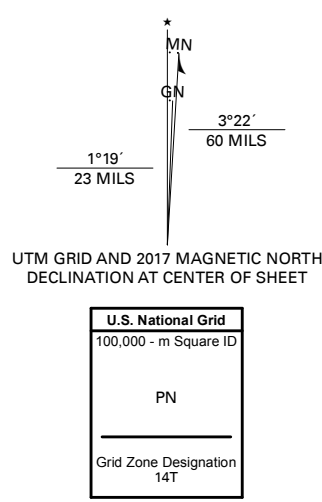 ★
MN
GN
3°22´
60 MILS
1°19´
23 MILS
UTM GRID AND 2017 MAGNETIC NORTH
DECLINATION AT CENTER OF SHEET
U.S. National Grid
100,000 - m Square ID
PN
Grid Zone Designation
14T